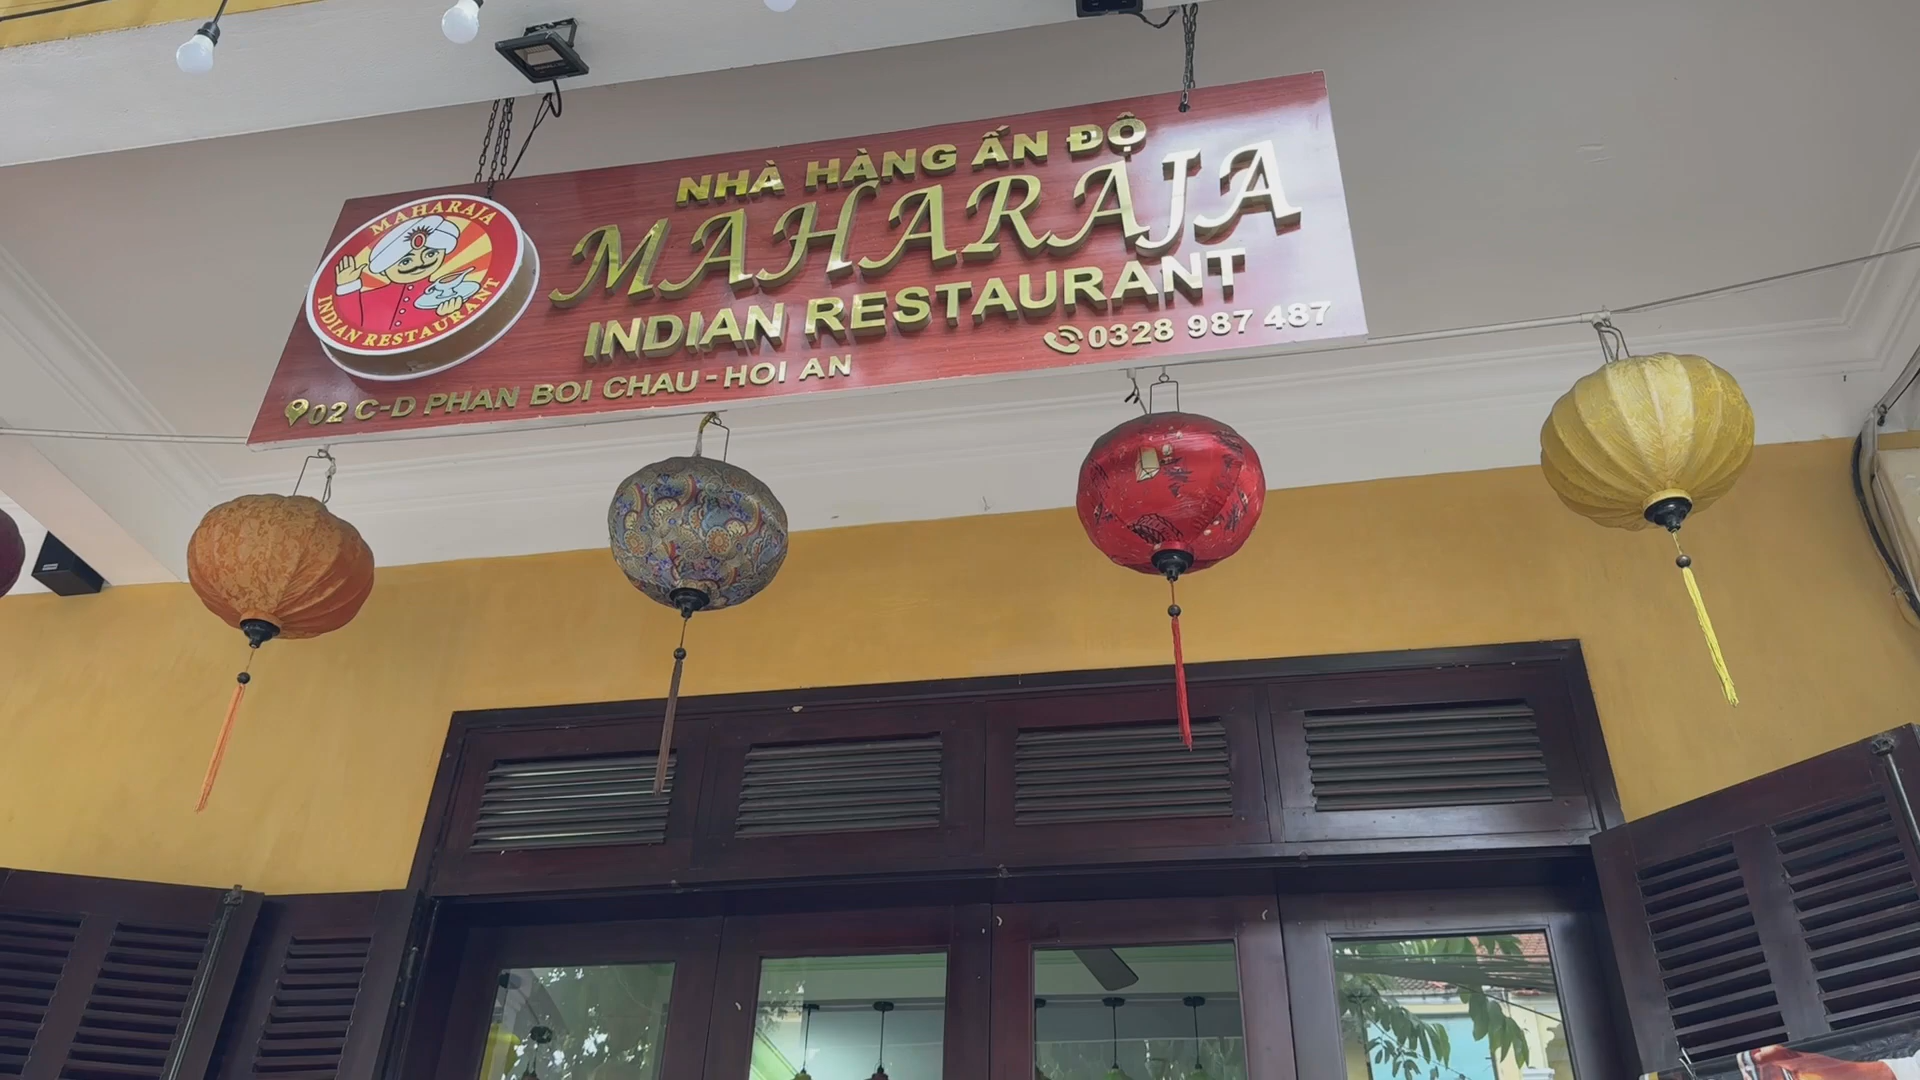 MAHARAJA
INDIAN RESTAURANT
NHÀ HÀNG ẤN ĐỘ
MAHARAJA
INDIAN RESTAURANT
0328 987 487
02 C-D PHAN BOI CHAU - HOI AN